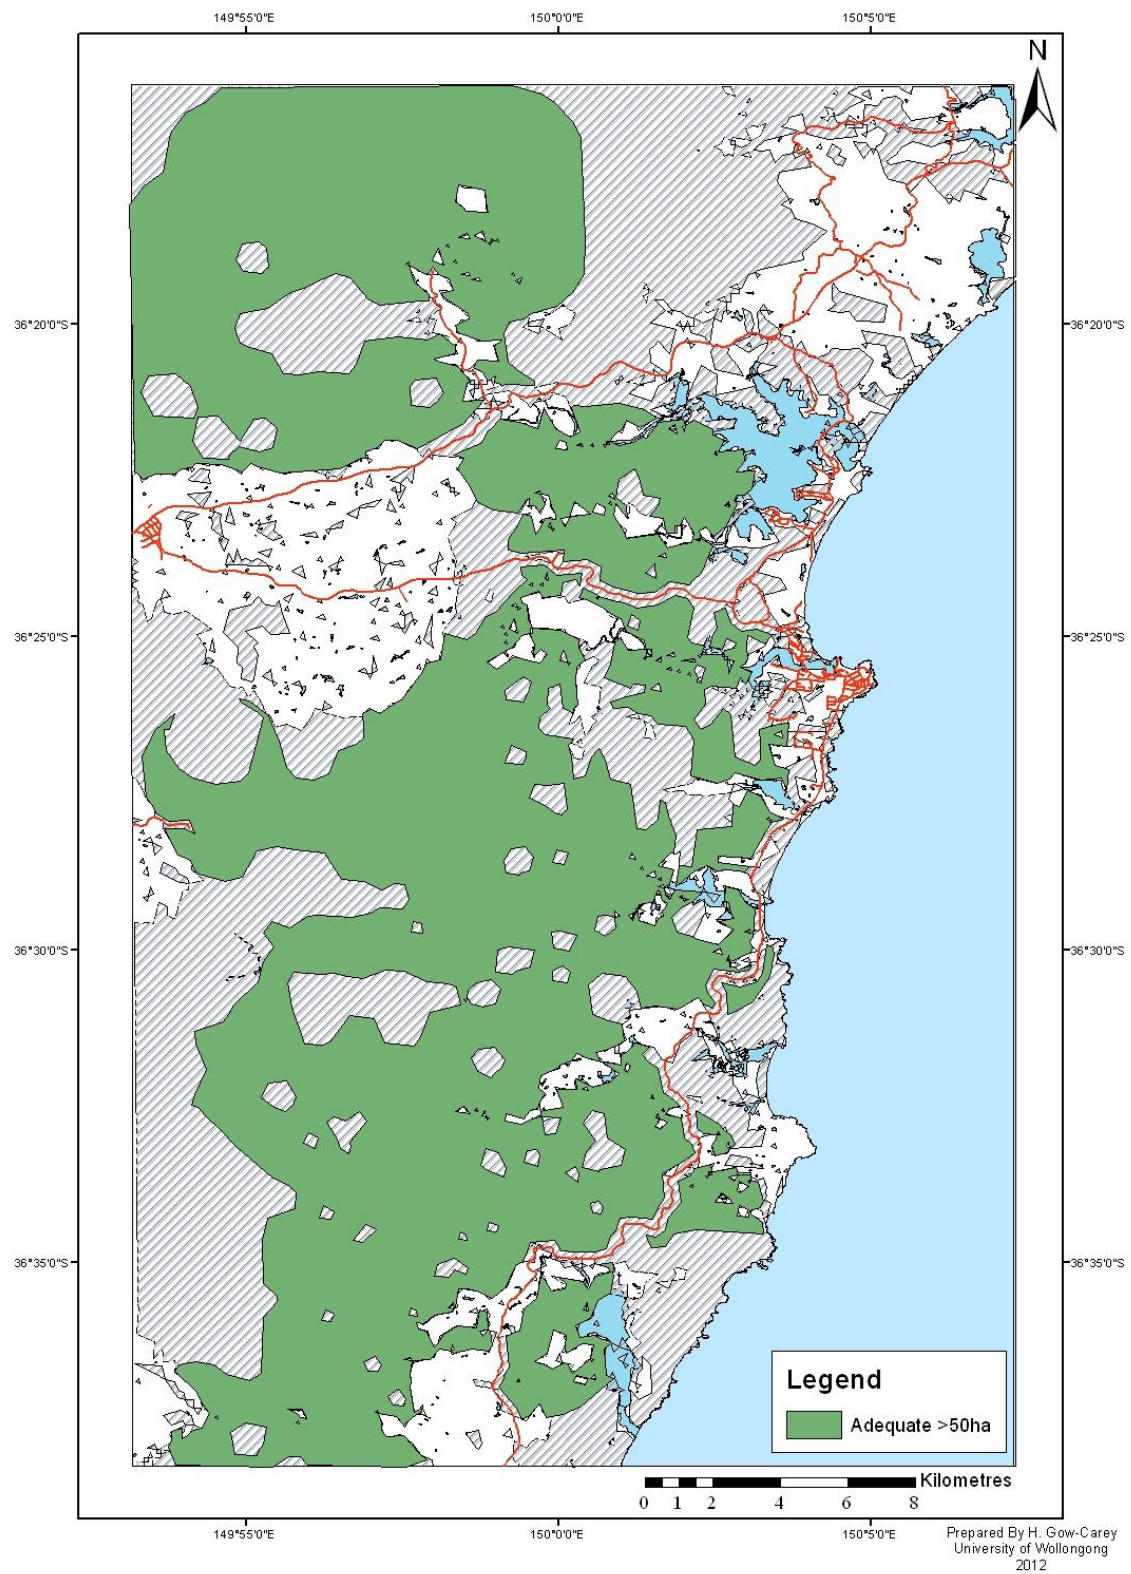 149°55'0"E 150°0'0"E 150°5'0"E
N
36°20'0"S 36°20'0"S
36°25'0"S 36°25'0"S
36°30'0"S 36°30'0"S
36°35'0"S 36°35'0"S
Legend
Adequate >50ha
Kilometres
0 1 2 4 6 8
149°55'0"E 150°0'0"E 150°5'0"E
Prepared By H. Gow-Carey
University of Wollongong
2012